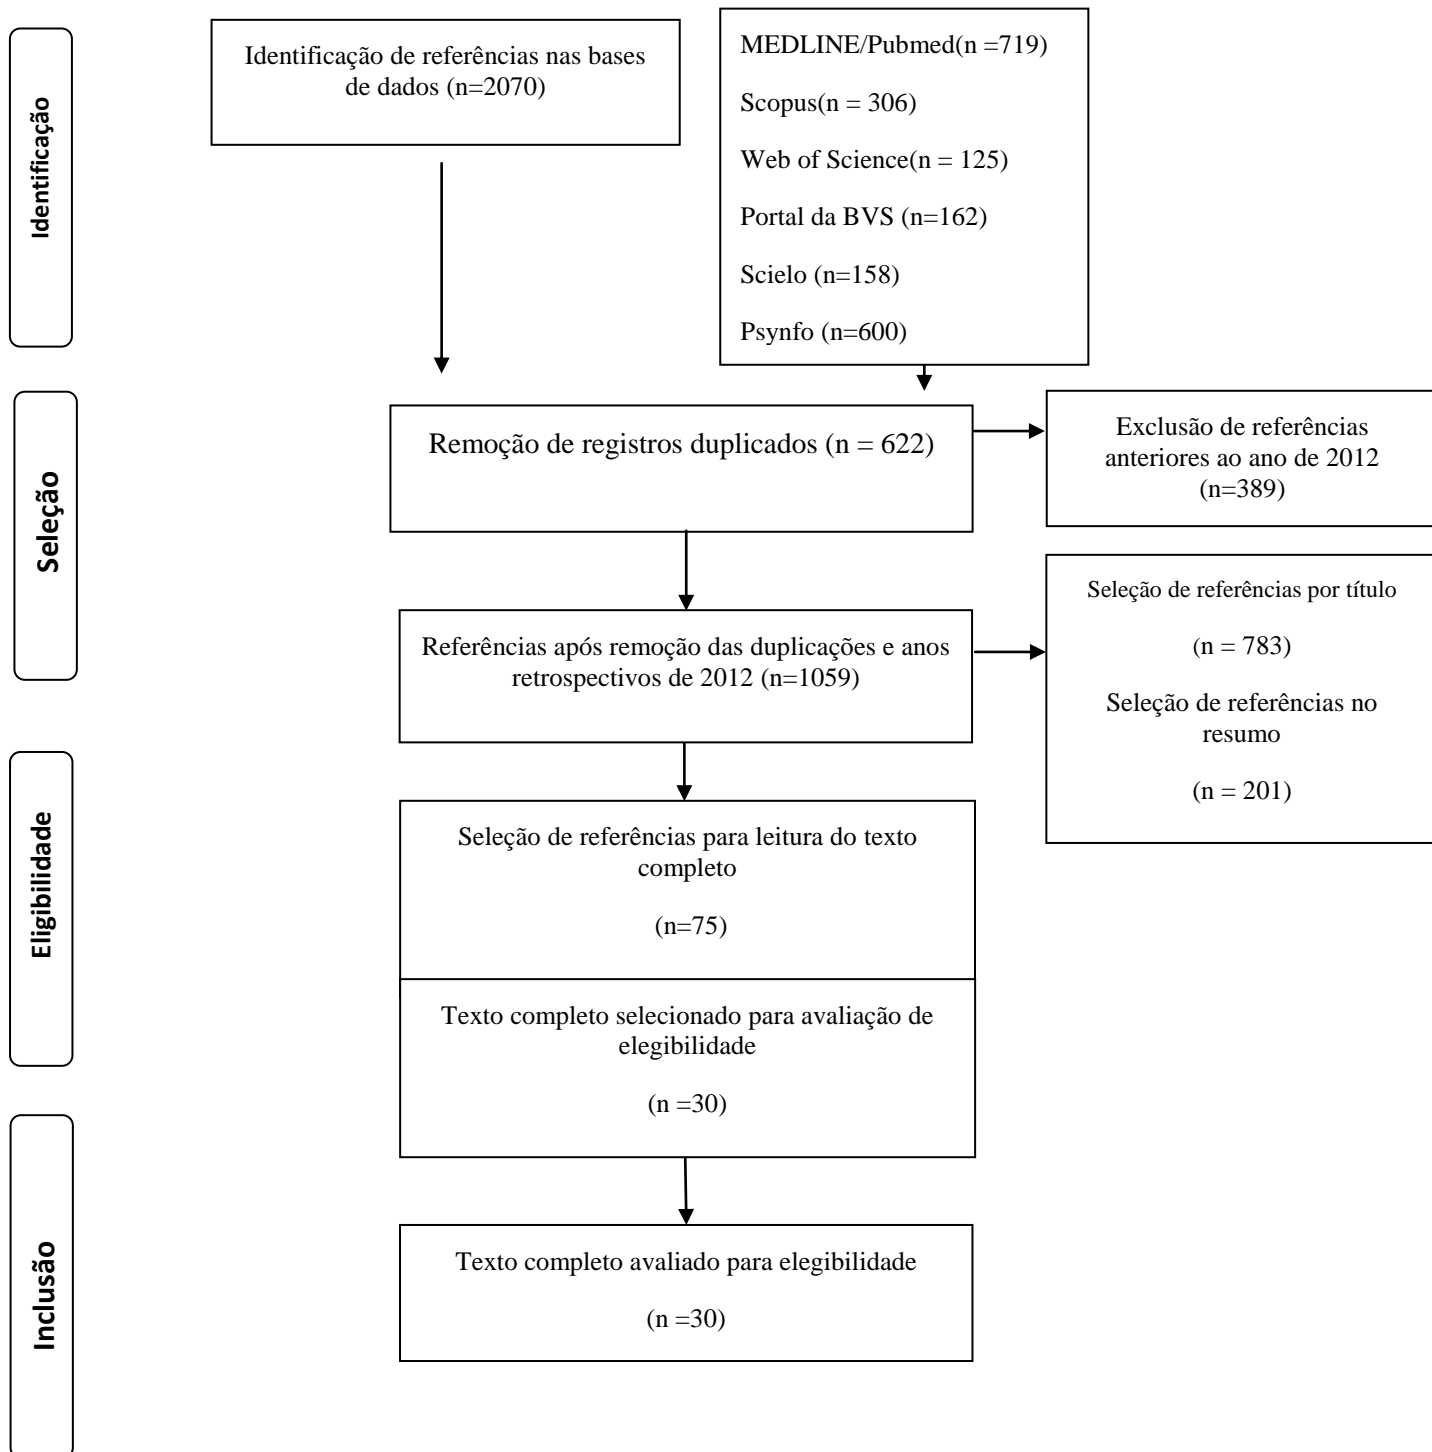 Identificação
Identificação de referências nas bases
de dados (n=2070)
MEDLINE/Pubmed(n =719)
Scopus(n = 306)
Web of Science(n = 125)
Portal da BVS (n=162)
Scielo (n=158)
Psynfo (n=600)
Seleção
Remoção de registros duplicados (n = 622)
Exclusão de referências
anteriores ao ano de 2012
(n=389)
Referências após remoção das duplicações e anos
retrospectivos de 2012 (n=1059)
Seleção de referências por título
(n = 783)
Seleção de referências no
resumo
(n = 201)
Eligibilidade
Seleção de referências para leitura do texto
completo
(n=75)
Texto completo selecionado para avaliação de
elegibilidade
(n =30)
Inclusão
Texto completo avaliado para elegibilidade
(n =30)